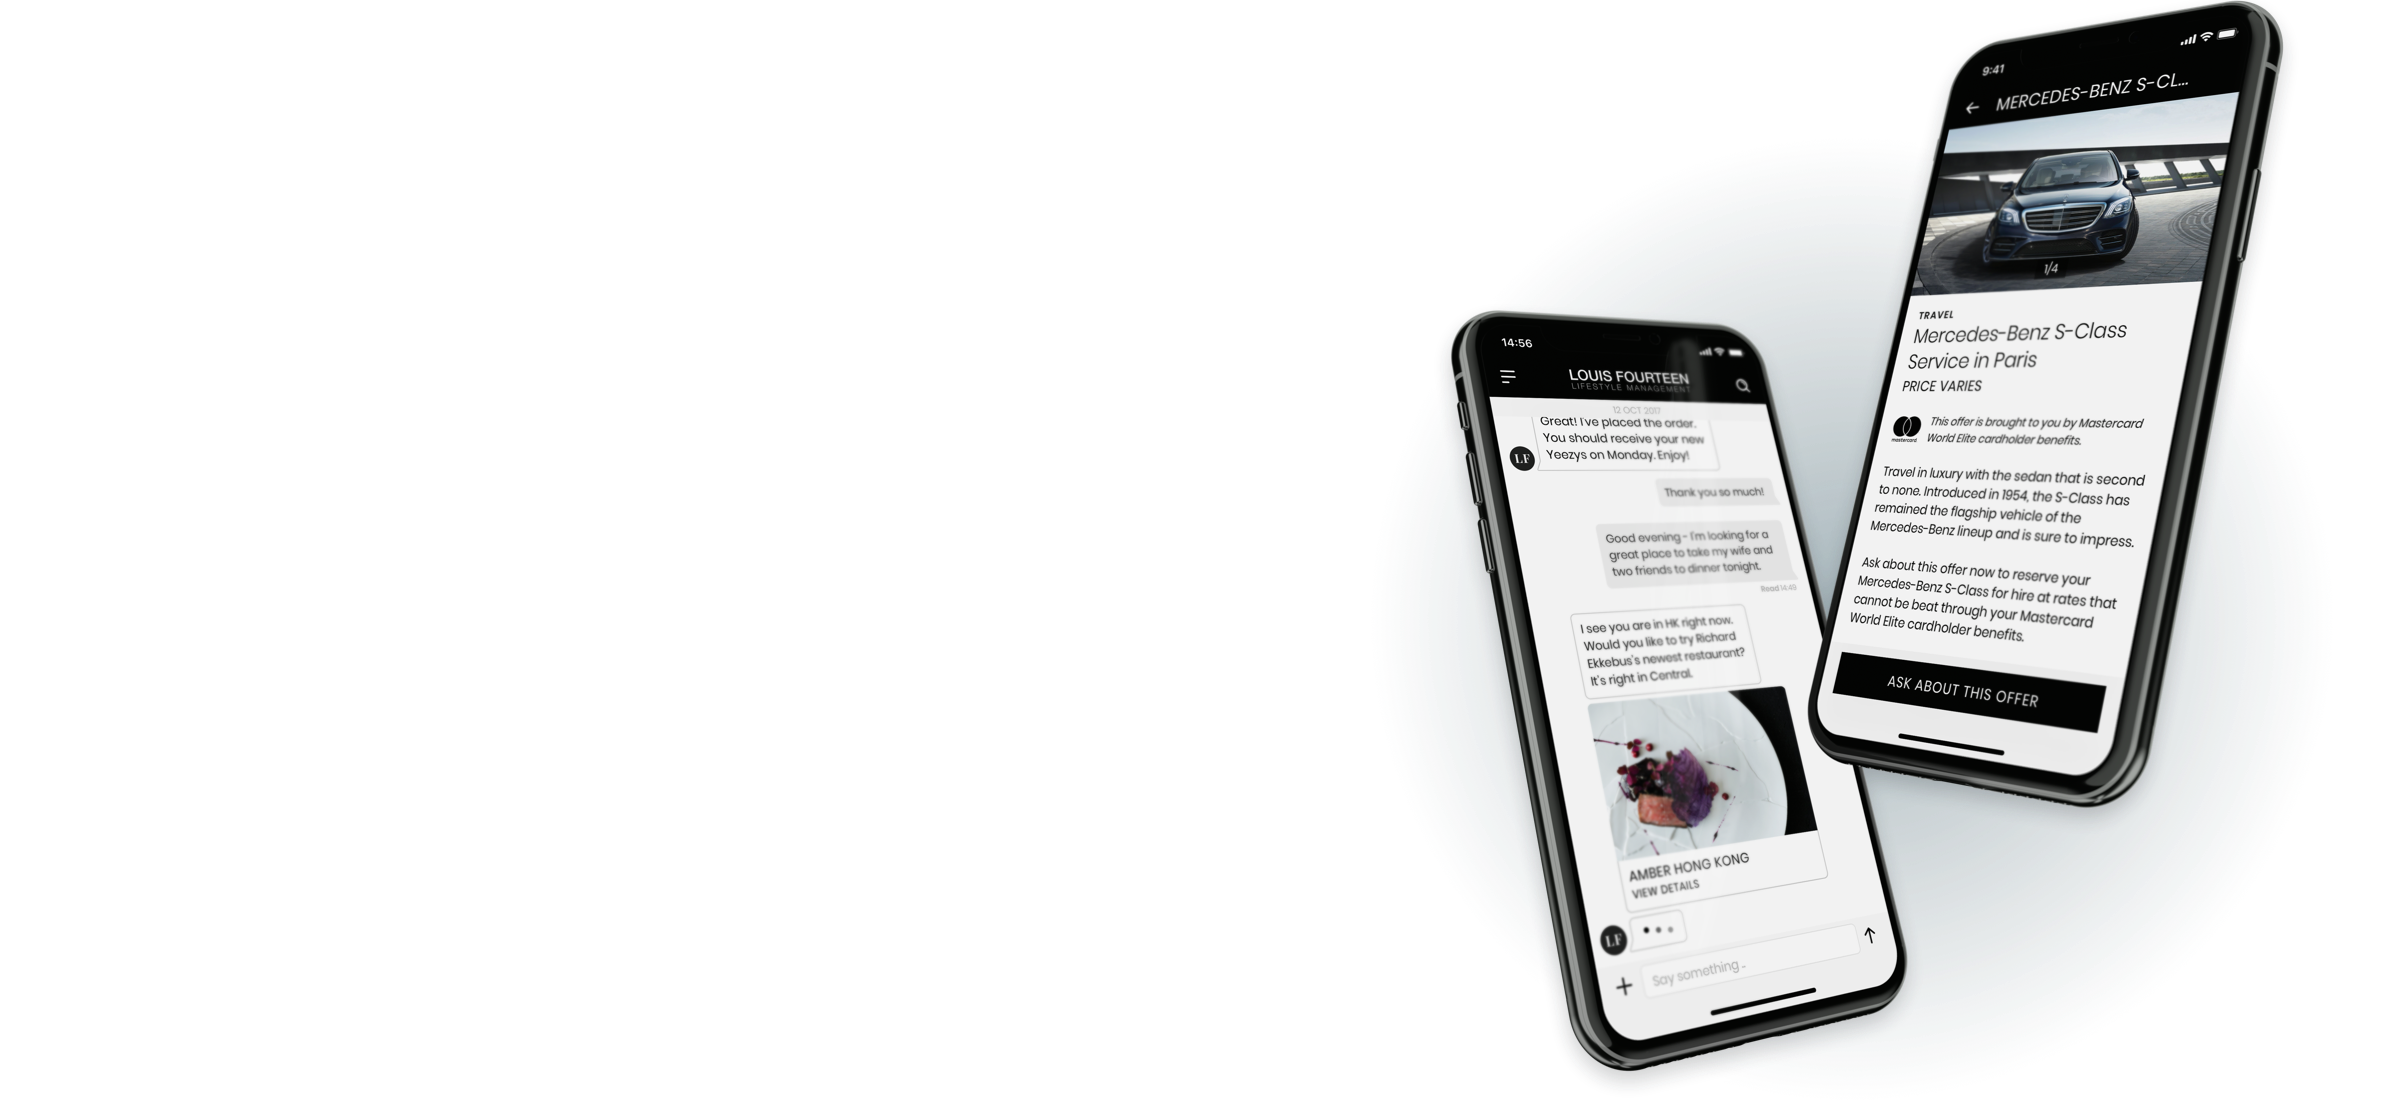 14:56
LOUIS FOURTEEN
LIFESTYLE MANAGEMENT
12 OCT 2017
Great! I've placed the order.
You should receive your new
Yeezys on Monday. Enjoy!
LF
Thank you so much!
Good evening - I'm looking for a
great place to take my wife and
two friends to dinner tonight.
Read 14:49
I see you are in HK right now.
Would you like to try Richard
Ekkebus's newest restaurant?
It's right in Central.
AMBER HONG KONG
VIEW DETAILS
LF
Say something -
9:41
MERCEDES-BENZ S-CL...
1/4
TRAVEL
Mercedes-Benz S-Class
Service in Paris
PRICE VARIES
mastercard
This offer is brought to you by Mastercard
World Elite cardholder benefits.
Travel in luxury with the sedan that is second
to none. Introduced in 1954, the S-Class has
remained the flagship vehicle of the
Mercedes-Benz lineup and is sure to impress.
Ask about this offer now to reserve your
Mercedes-Benz S-Class for hire at rates that
cannot be beat through your Mastercard
World Elite cardholder benefits.
ASK ABOUT THIS OFFER